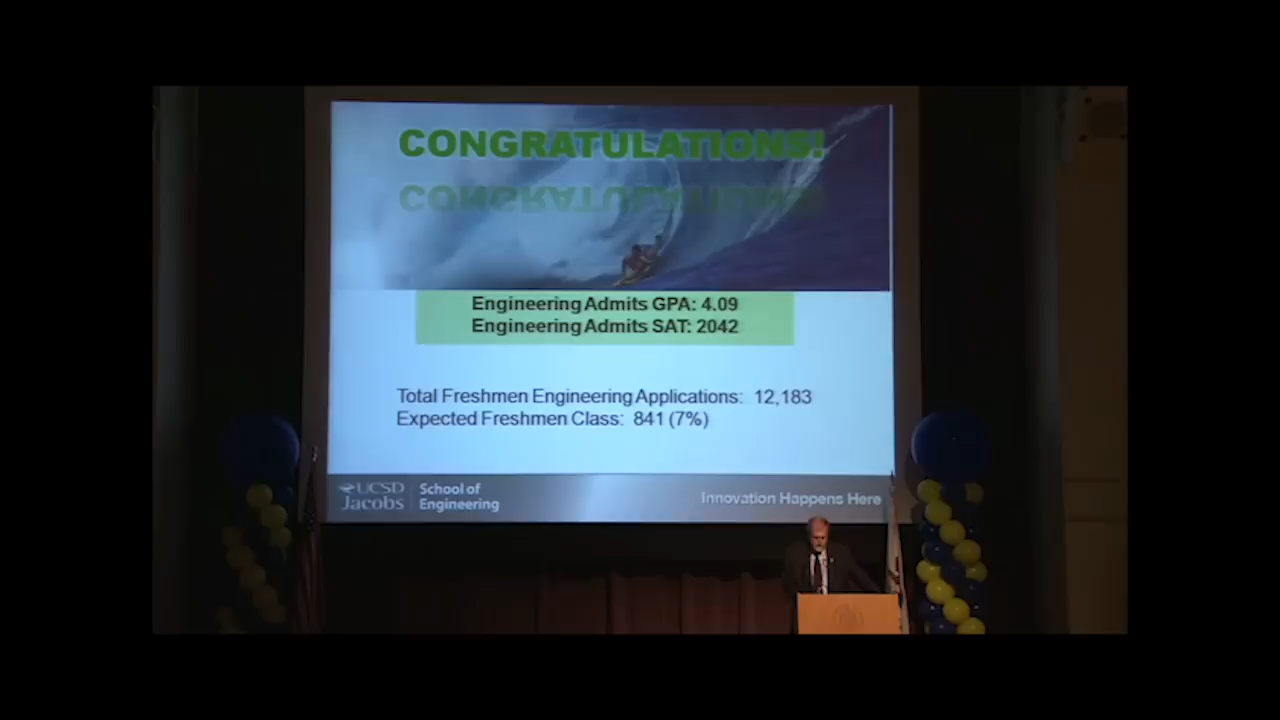 CONGRATULATIONS!
Engineering Admits GPA: 4.09
Engineering Admits SAT: 2042
Total Freshmen Engineering Applications: 12,183
Expected Freshmen Class: 841 (7%)
UCSD
Jacobs
School of
Engineering
Innovation Happens Here